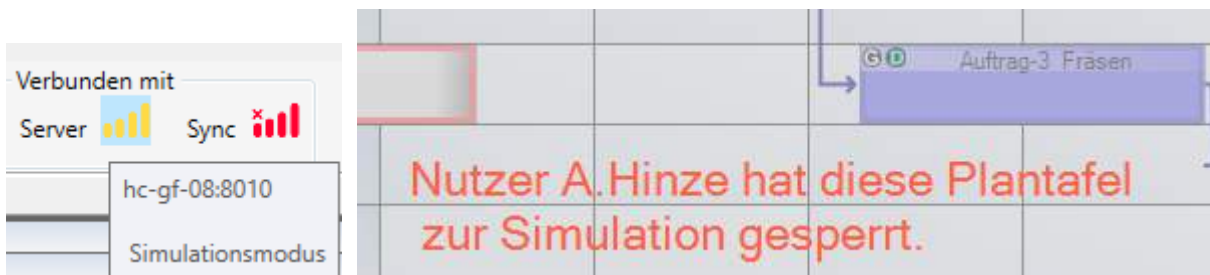 Verbunden mit
Server Sync
hc-gf-08:8010
Simulationsmodus
G D Auftrag-3 Fräsen
Nutzer A.Hinze hat diese Plantafel
zur Simulation gesperrt.